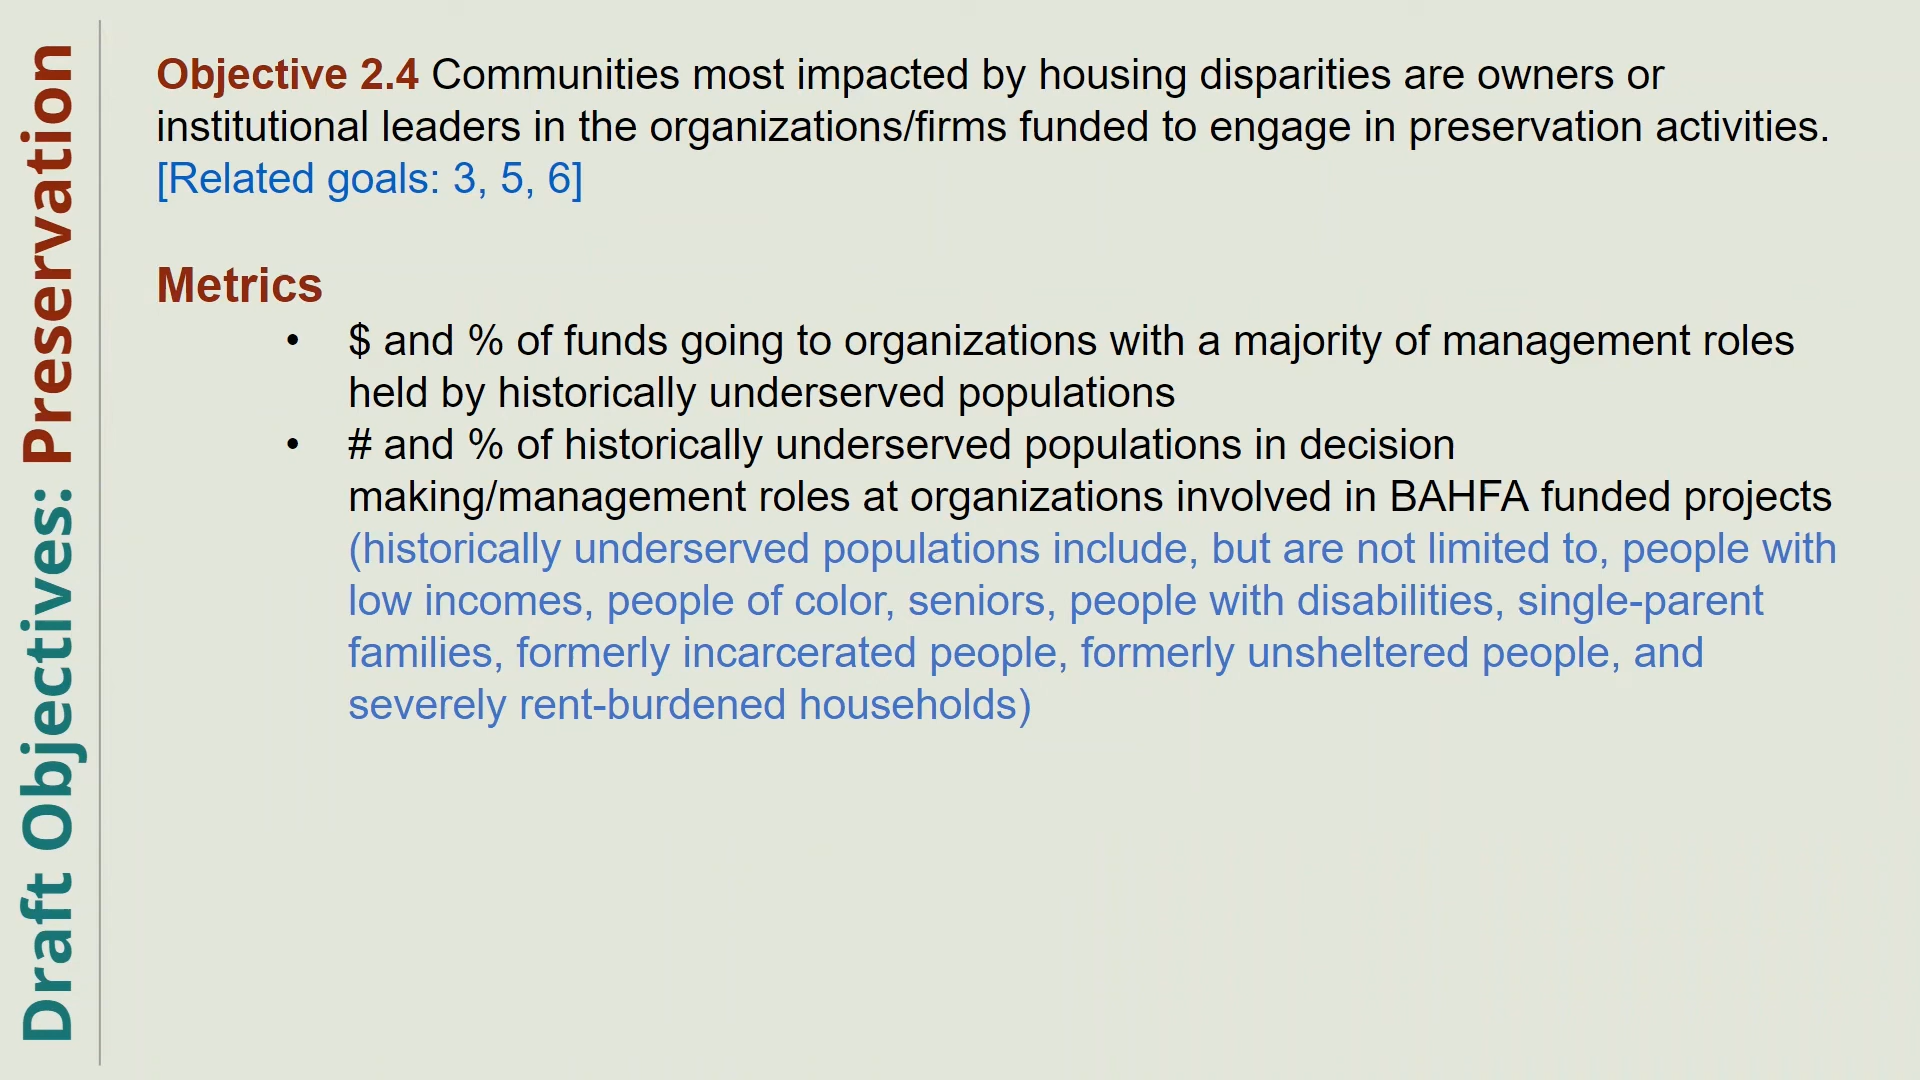 Draft Objectives: Preservation
Objective 2.4 Communities most impacted by housing disparities are owners or
institutional leaders in the organizations/firms funded to engage in preservation activities.
[Related goals: 3, 5, 6]
Metrics
• $ and % of funds going to organizations with a majority of management roles
held by historically underserved populations
• # and % of historically underserved populations in decision
making/management roles at organizations involved in BAHFA funded projects
(historically underserved populations include, but are not limited to, people with
low incomes, people of color, seniors, people with disabilities, single-parent
families, formerly incarcerated people, formerly unsheltered people, and
severely rent-burdened households)